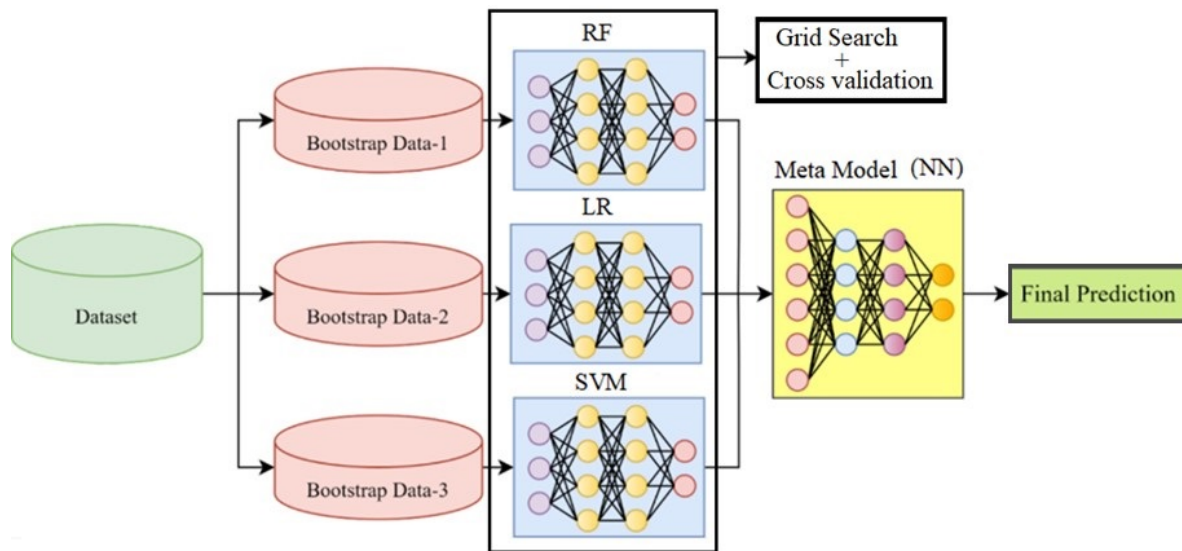 RF
Grid Search
+
Cross validation
Bootstrap Data-1
Meta Model (NN)
LR
Dataset
Bootstrap Data-2
Final Prediction
SVM
Bootstrap Data-3